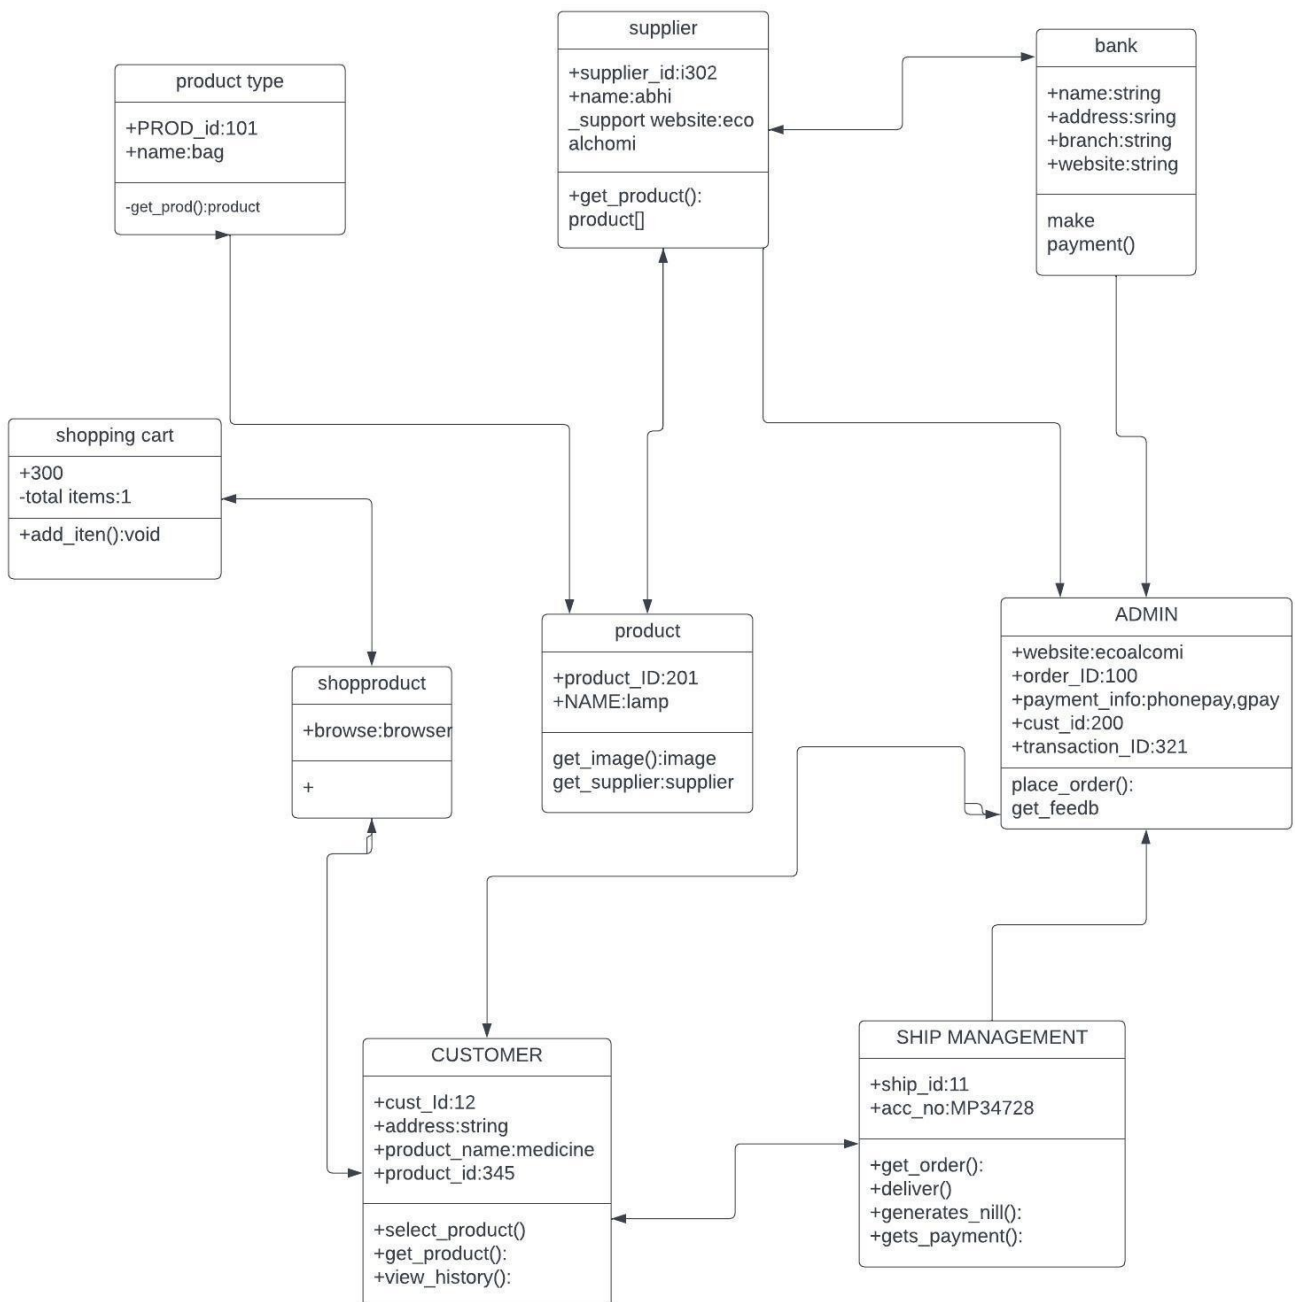 supplier
+supplier_id:i302
+name:abhi
_support website:eco
alchomi
+get_product():
product[]
bank
+name:string
+address:sring
+branch:string
+website:string
make
payment()
product type
+PROD_id:101
+name:bag
-get_prod():product
shopping cart
+300
-total items:1
+add_iten():void
shopproduct
+browse:browser
+
product
+product_ID:201
+NAME:lamp
get_image():image
get_supplier:supplier
ADMIN
+website:ecoalcomi
+order_ID:100
+payment_info:phonepay,gpay
+cust_id:200
+transaction_ID:321
place_order():
get_feedb
CUSTOMER
+cust_Id:12
+address:string
+product_name:medicine
+product_id:345
+select_product()
+get_product():
+view_history():
SHIP MANAGEMENT
+ship_id:11
+acc_no:MP34728
+get_order():
+deliver()
+generates_nill():
+gets_payment():